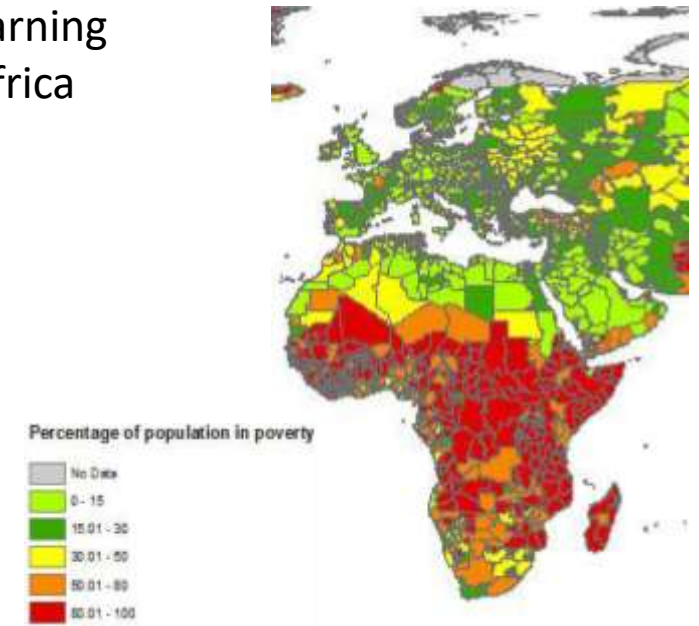 arning
frica
Percentage of population in poverty
No Data
0 - 15
15.01 - 30
30.01 - 50
50.01 - 80
80.01 - 100